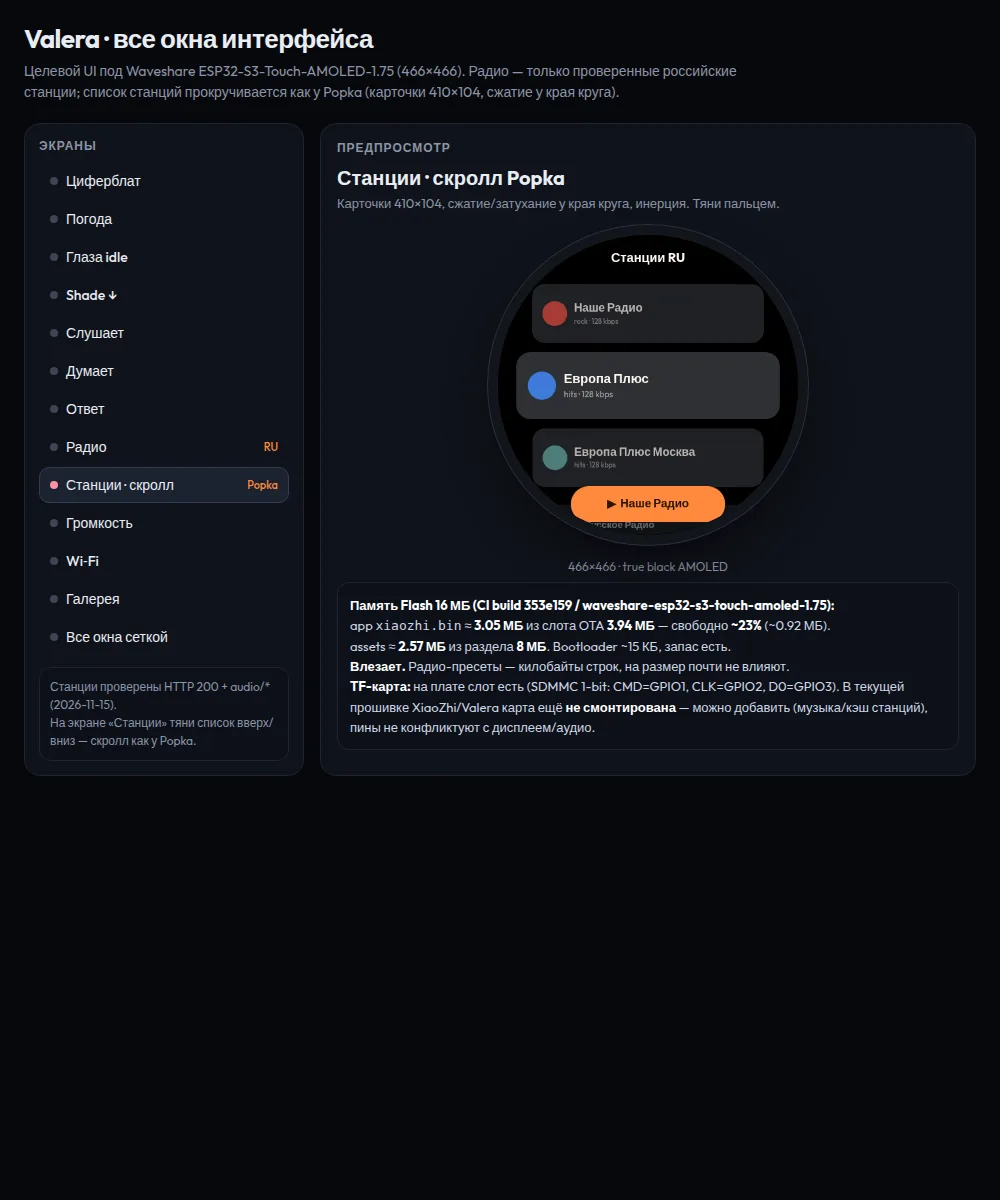 Valera · все окна интерфейса
Целевой UI под Waveshare ESP32-S3-Touch-AMOLED-1.75 (466×466). Радио — только проверенные российские
станции; список станций прокручивается как у Popka (карточки 410×104, сжатие у края круга).
ЭКРАНЫ
Циферблат
Погода
Глаза idle
Shade ↓
Слушает
Думает
Ответ
Радио RU
Станции · скролл Popka
Громкость
Wi-Fi
Галерея
Все окна сеткой
Станции проверены HTTP 200 + audio/*
(2026-11-15).
На экране «Станции» тяни список вверх/
вниз — скролл как у Popka.
ПРЕДПРОСМОТР
Станции · скролл Popka
Карточки 410×104, сжатие/затухание у края круга, инерция. Тяни пальцем.
Станции RU
Наше Радио
rock · 128 kbps
Европа Плюс
hits · 128 kbps
Европа Плюс Москва
hits · 128 kbps
▶ Наше Радио
Радио
466×466 · true black AMOLED
Память Flash 16 МБ (CI build 353e159 / waveshare-esp32-s3-touch-amoled-1.75):
app xiaozhi.bin ≈ 3.05 МБ из слота OTA 3.94 МБ — свободно ~23% (~0.92 МБ).
assets ≈ 2.57 МБ из раздела 8 МБ. Bootloader ~15 КБ, запас есть.
Влезает. Радио-пресеты — килобайты строк, на размер почти не влияют.
TF-карта: на плате слот есть (SDMMC 1-bit: CMD=GPIO1, CLK=GPIO2, D0=GPIO3). В текущей
прошивке XiaoZhi/Valera карта ещё не смонтирована — можно добавить (музыка/кэш станций),
пины не конфликтуют с дисплеем/аудио.